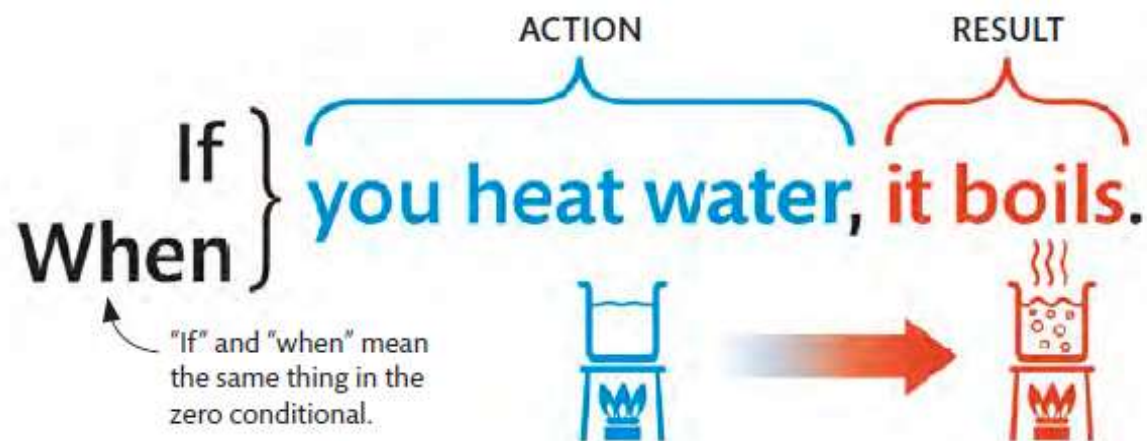 ACTION RESULT
If
When
you heat water, it boils.
"If" and "when" mean
the same thing in the
zero conditional.